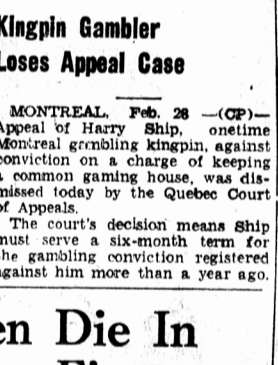 Kingpin Gambler
Loses Appeal Case
MONTREAL, Feb. 28 —(CP)—
Appeal of Harry Ship, onetime
Montreal grmbling kingpin, against
conviction on a charge of keeping
a common gaming house, was dis-
missed today by the Quebec Court
of Appeals.
The court's decision means Ship
must serve a six-month term for
the gambling conviction registered
against him more than a year ago.
en Die In